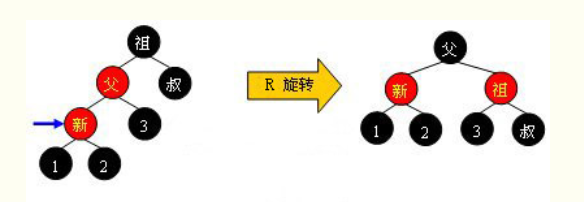 祖
父 叔
新 3
1 2
R 旋转
父
新 祖
1 2 3 叔